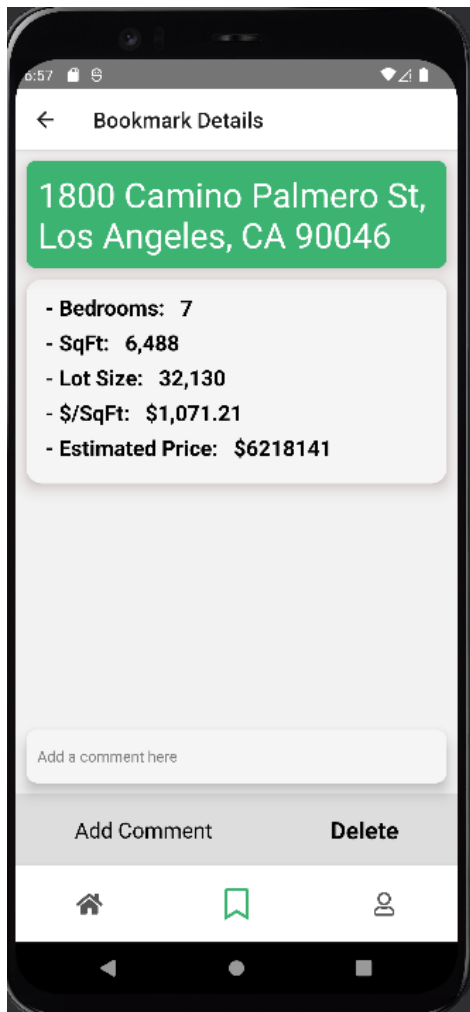 6:57
Bookmark Details
1800 Camino Palmero St,
Los Angeles, CA 90046
- Bedrooms: 7
- SqFt: 6,488
- Lot Size: 32,130
- $/SqFt: $1,071.21
- Estimated Price: $6218141
Add a comment here
Add Comment Delete